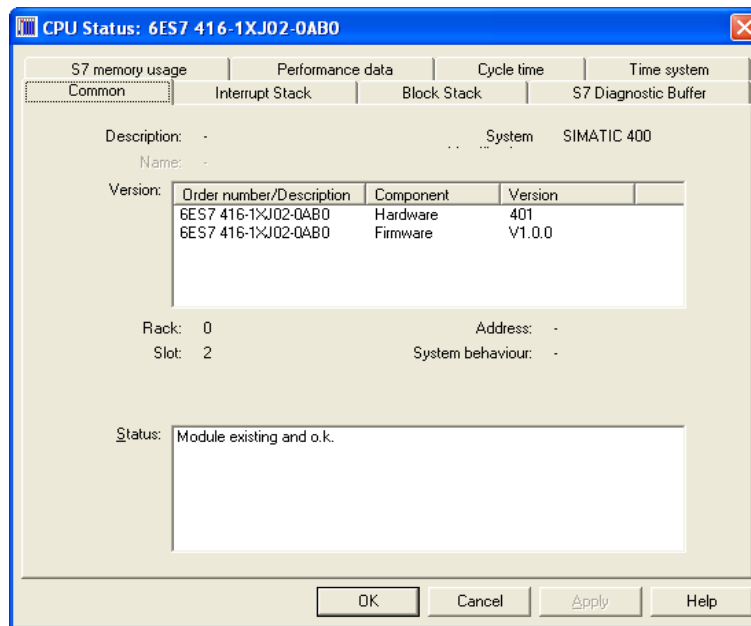 CPU Status: 6ES7 416-1XJ02-0AB0
S7 memory usage Performance data Cycle time Time system
Common Interrupt Stack Block Stack S7 Diagnostic Buffer
Description: - System SIMATIC 400
Name: -
Version: Order number/Description Component Version
6ES7 416-1XJ02-0AB0 Hardware 401
6ES7 416-1XJ02-0AB0 Firmware V1.0.0
Rack: 0 Address: -
Slot: 2 System behaviour: -
Status: Module existing and o.k.
OK Cancel Apply Help